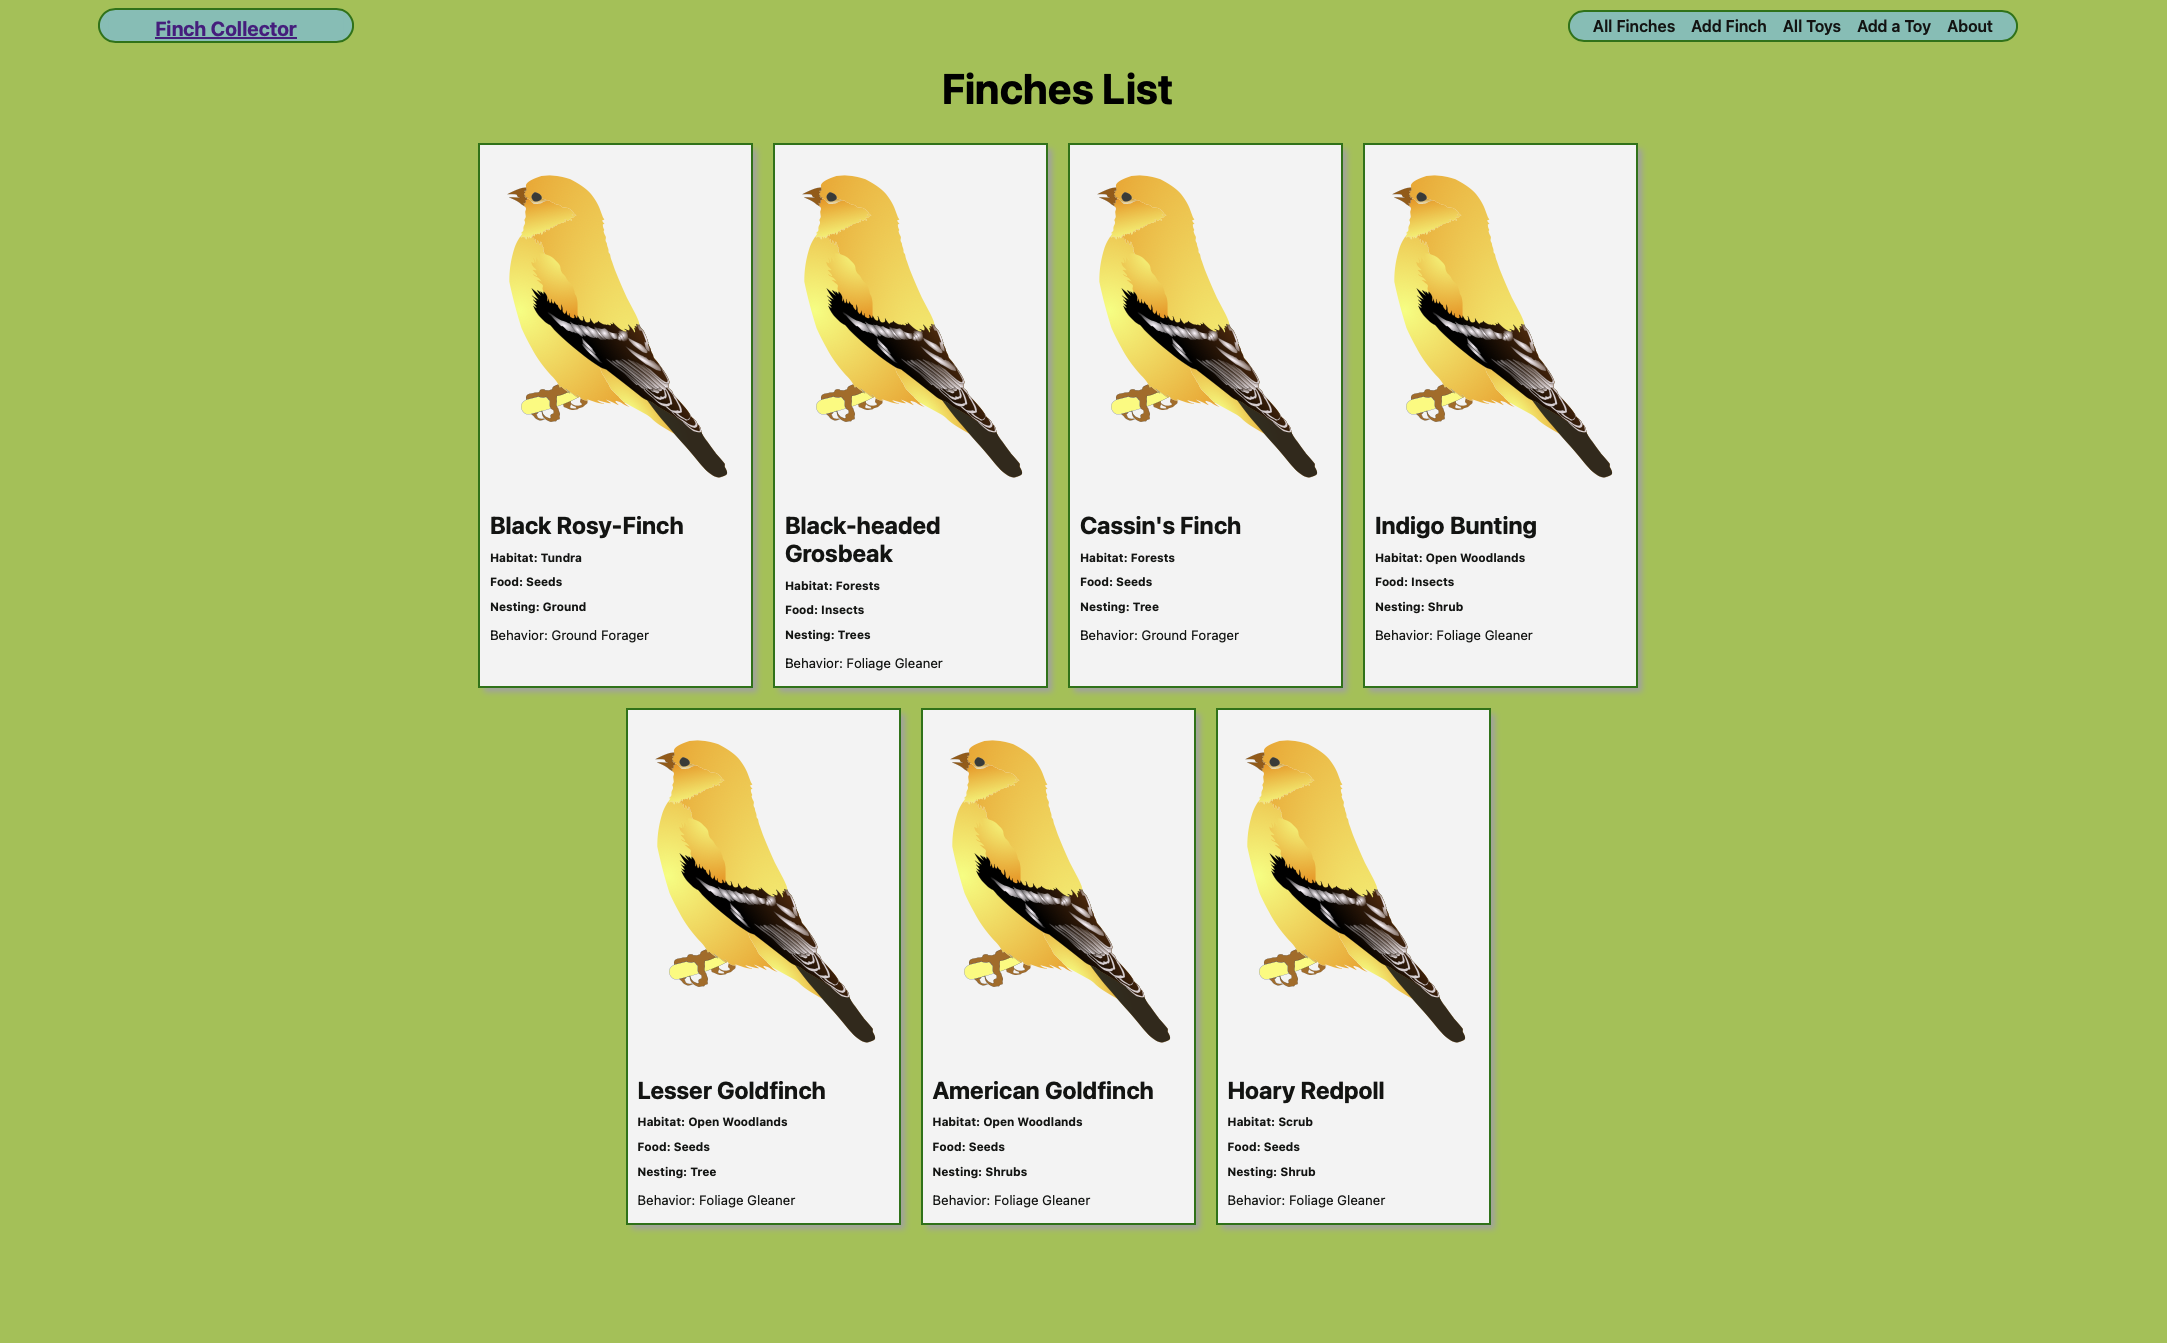 Finch Collector
All Finches Add Finch All Toys Add a Toy About
Finches List
Black Rosy-Finch
Habitat: Tundra
Food: Seeds
Nesting: Ground
Behavior: Ground Forager
Black-headed
Grosbeak
Habitat: Forests
Food: Insects
Nesting: Trees
Behavior: Foliage Gleaner
Cassin's Finch
Habitat: Forests
Food: Seeds
Nesting: Tree
Behavior: Ground Forager
Indigo Bunting
Habitat: Open Woodlands
Food: Insects
Nesting: Shrub
Behavior: Foliage Gleaner
Lesser Goldfinch
Habitat: Open Woodlands
Food: Seeds
Nesting: Tree
Behavior: Foliage Gleaner
American Goldfinch
Habitat: Open Woodlands
Food: Seeds
Nesting: Shrubs
Behavior: Foliage Gleaner
Hoary Redpoll
Habitat: Scrub
Food: Seeds
Nesting: Shrub
Behavior: Foliage Gleaner